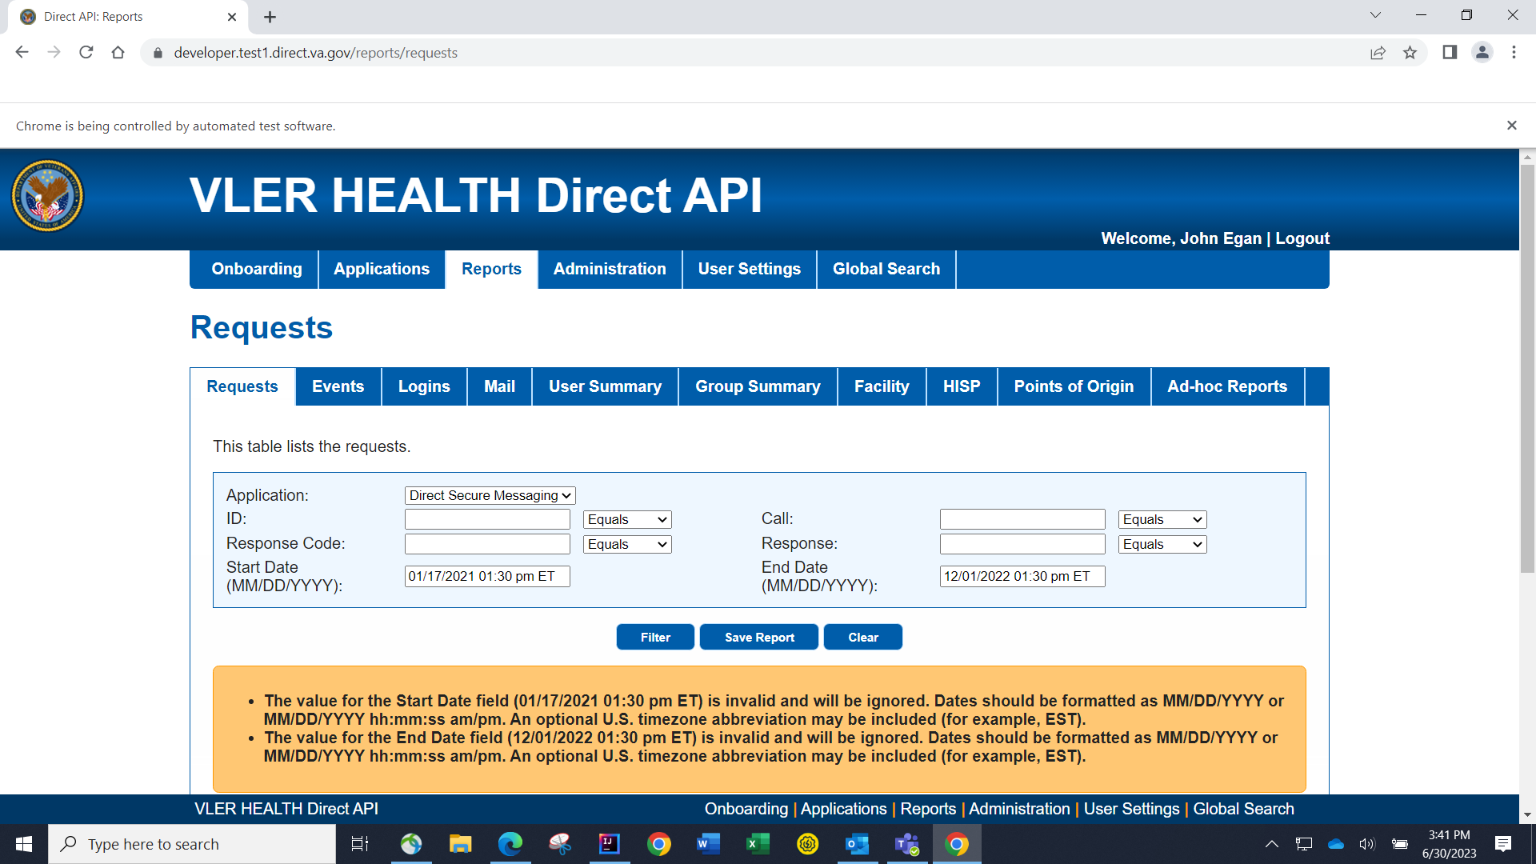 Direct API: Reports
developer.test1.direct.va.gov/reports/requests
Chrome is being controlled by automated test software.
VLER HEALTH Direct API
Welcome, John Egan | Logout
Onboarding Applications Reports Administration User Settings Global Search
Requests
Requests Events Logins Mail User Summary Group Summary Facility HISP Points of Origin Ad-hoc Reports
This table lists the requests.
Application: Direct Secure Messaging
ID: Equals Call: Equals
Response Code: Equals Response: Equals
Start Date (MM/DD/YYYY): 01/17/2021 01:30 pm ET End Date (MM/DD/YYYY): 12/01/2022 01:30 pm ET
Filter Save Report Clear
• The value for the Start Date field (01/17/2021 01:30 pm ET) is invalid and will be ignored. Dates should be formatted as MM/DD/YYYY or
MM/DD/YYYY hh:mm:ss am/pm. An optional U.S. timezone abbreviation may be included (for example, EST).
• The value for the End Date field (12/01/2022 01:30 pm ET) is invalid and will be ignored. Dates should be formatted as MM/DD/YYYY or
MM/DD/YYYY hh:mm:ss am/pm. An optional U.S. timezone abbreviation may be included (for example, EST).
VLER HEALTH Direct API Onboarding | Applications | Reports | Administration | User Settings | Global Search
Type here to search
3:41 PM
6/30/2023